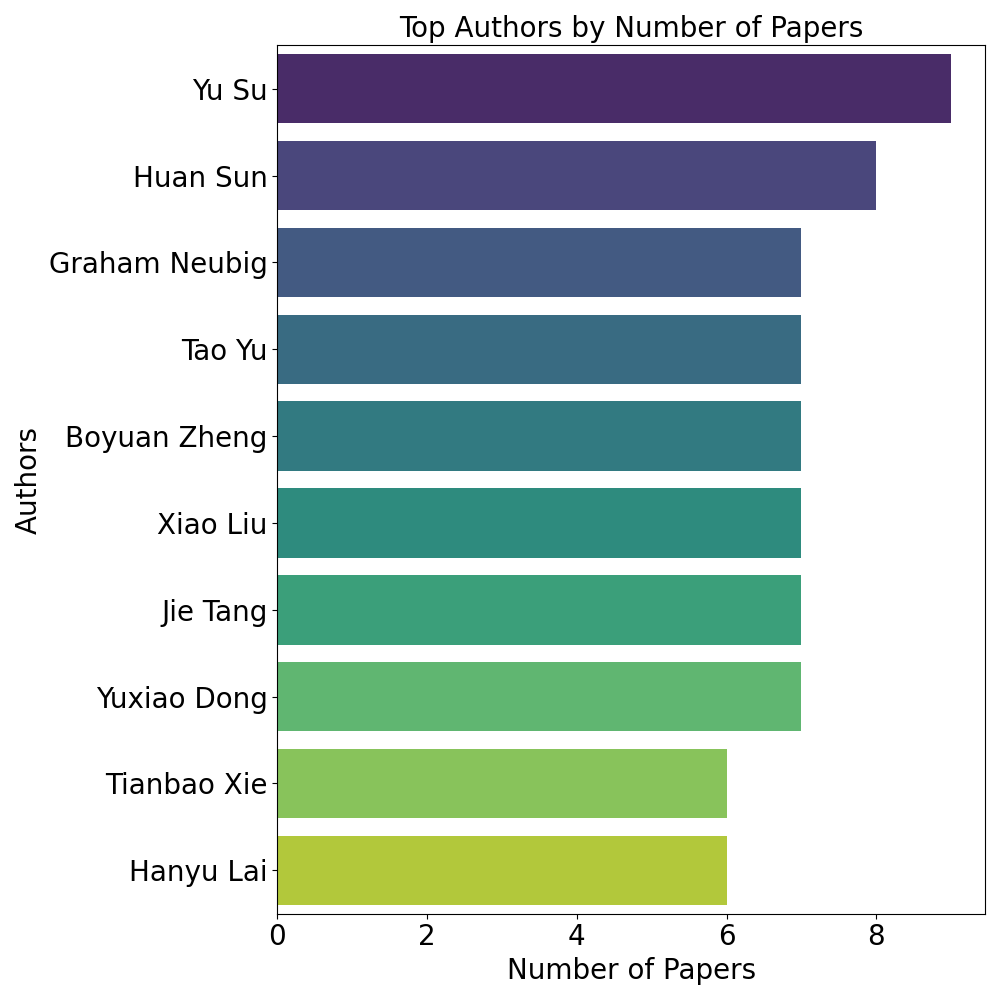 Top Authors by Number of Papers
Yu Su
Huan Sun
Graham Neubig
Tao Yu
Boyuan Zheng
Xiao Liu
Jie Tang
Yuxiao Dong
Tianbao Xie
Hanyu Lai
Authors
0 2 4 6 8
Number of Papers